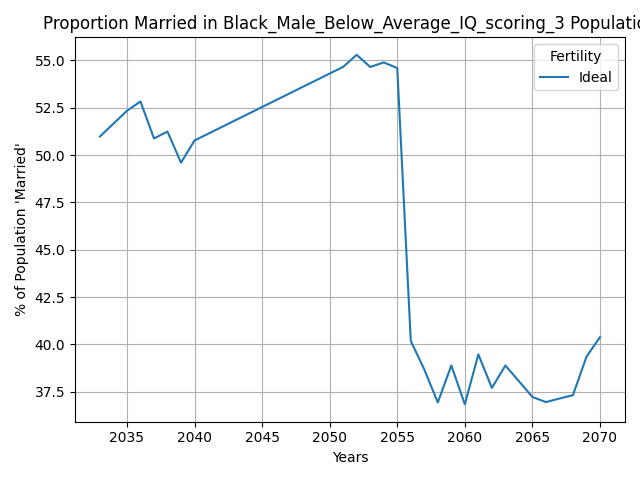 Proportion Married in Black_Male_Below_Average_IQ_scoring_3 Populatio
Fertility
Ideal
% of Population 'Married'
55.0
52.5
50.0
47.5
45.0
42.5
40.0
37.5
2035 2040 2045 2050 2055 2060 2065 2070
Years